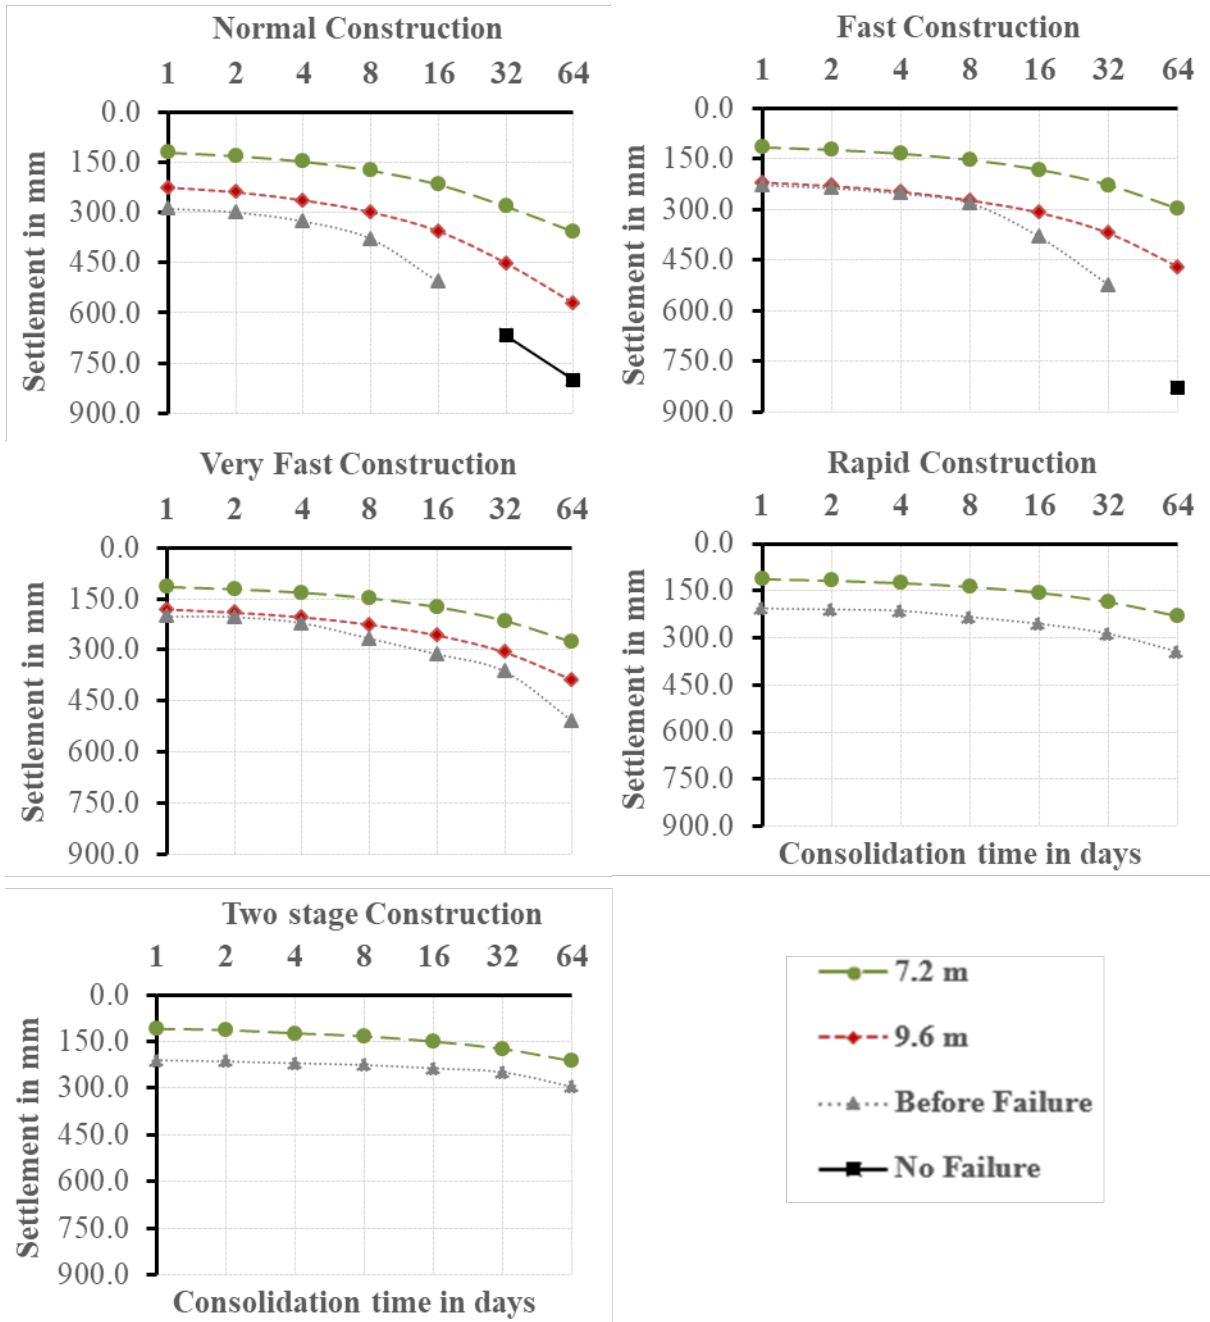 Normal Construction
1 2 4 8 16 32 64
0.0
150.0
300.0
450.0
600.0
750.0
900.0
Settlement in mm
Fast Construction
1 2 4 8 16 32 64
0.0
150.0
300.0
450.0
600.0
750.0
900.0
Settlement in mm
Very Fast Construction
1 2 4 8 16 32 64
0.0
150.0
300.0
450.0
600.0
750.0
900.0
Settlement in mm
Rapid Construction
1 2 4 8 16 32 64
0.0
150.0
300.0
450.0
600.0
750.0
900.0
Settlement in mm
Consolidation time in days
Two stage Construction
1 2 4 8 16 32 64
0.0
150.0
300.0
450.0
600.0
750.0
900.0
Settlement in mm
Consolidation time in days
7.2 m
9.6 m
Before Failure
No Failure